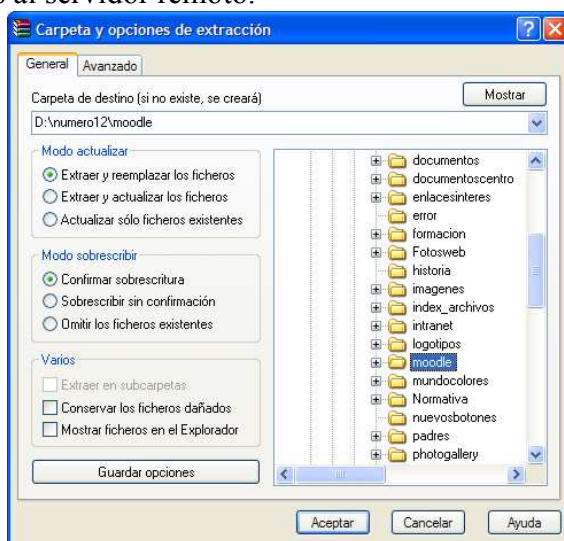 s al servidor remoto.
Carpeta y opciones de extracción
General Avanzado
Carpeta de destino (si no existe, se creará)
Mostrar
D:\numero12\moodle
Modo actualizar
Extraer y reemplazar los ficheros
Extraer y actualizar los ficheros
Actualizar sólo ficheros existentes
Modo sobrescribir
Confirmar sobrescritura
Sobrescribir sin confirmación
Omitir los ficheros existentes
Varios
Extraer en subcarpetas
Conservar los ficheros dañados
Mostrar ficheros en el Explorador
Guardar opciones
documentos
documentoscentro
enlacesinteres
error
formacion
Fotosweb
historia
imagenes
index_archivos
intranet
logotipos
moodle
mundocolores
Normativa
nuevosbotones
padres
photogallery
Aceptar Cancelar Ayuda